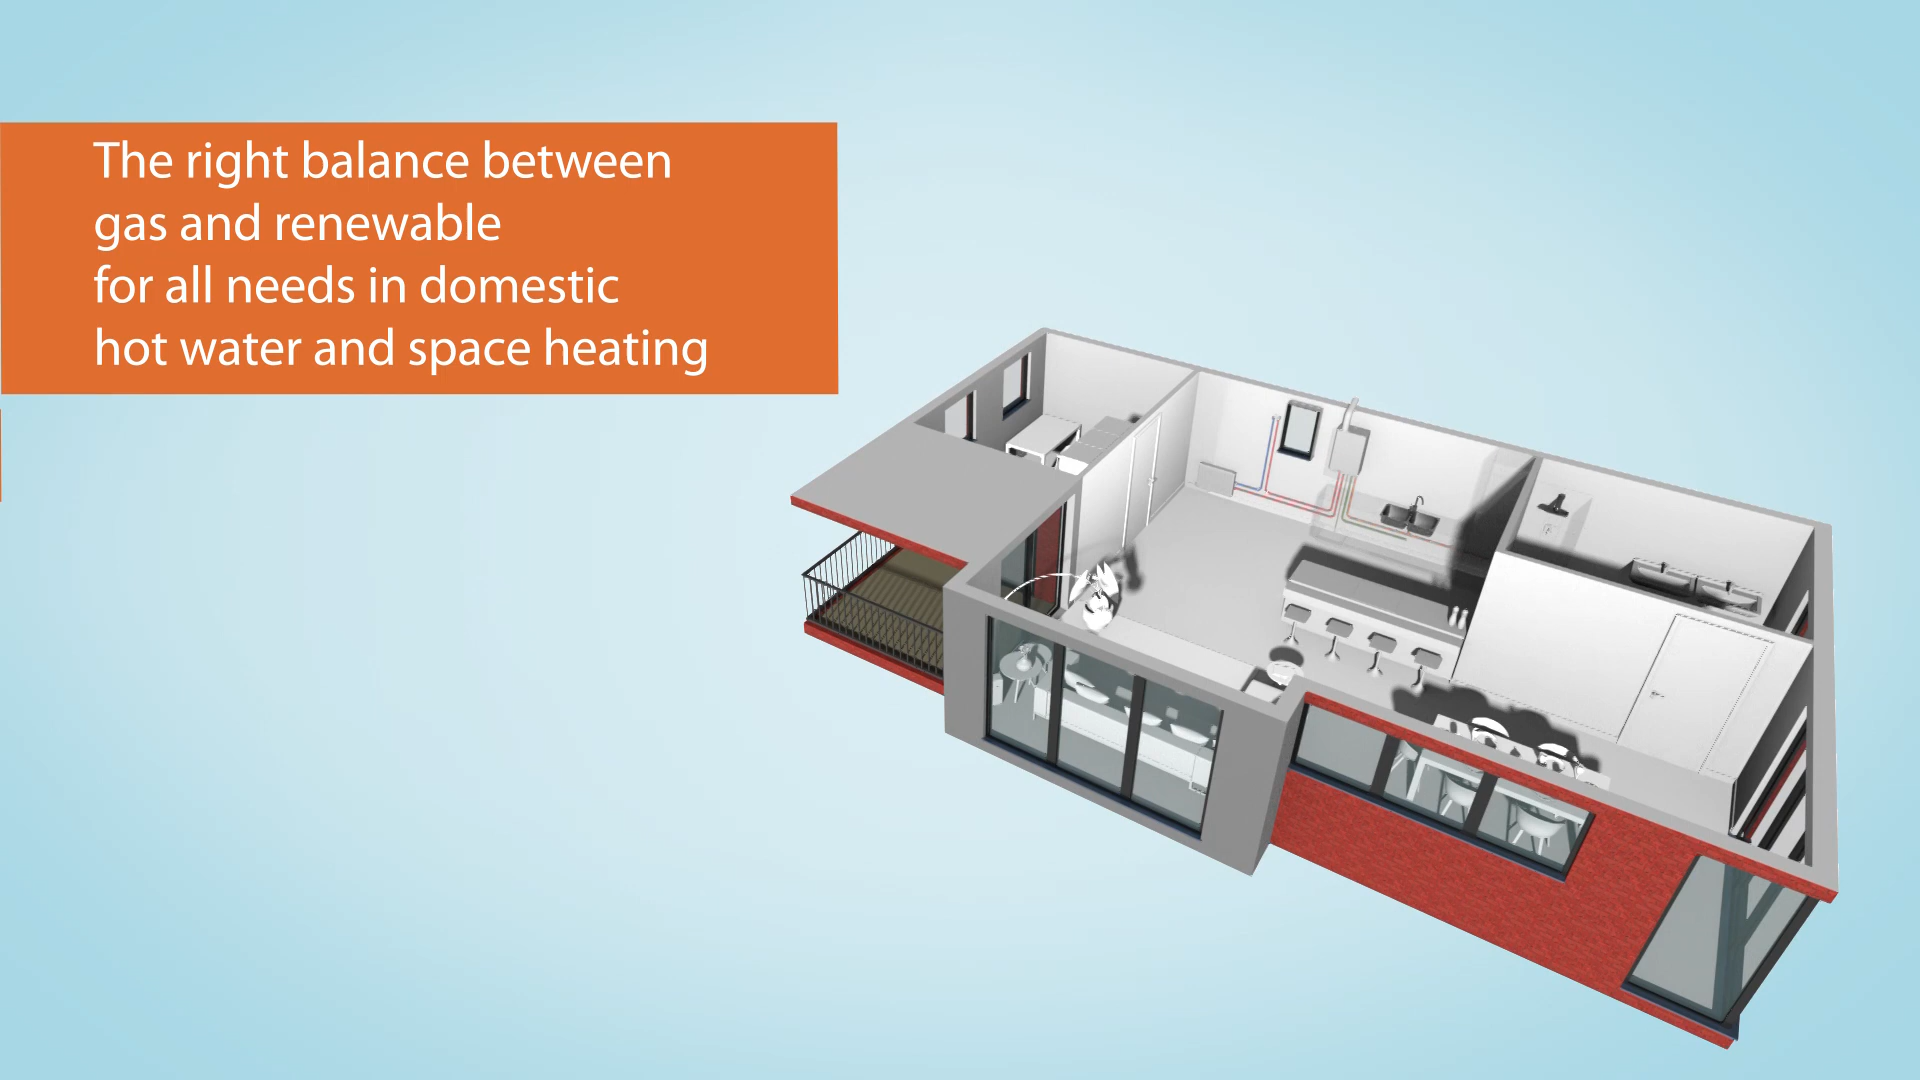 The right balance between
gas and renewable
for all needs in domestic
hot water and space heating